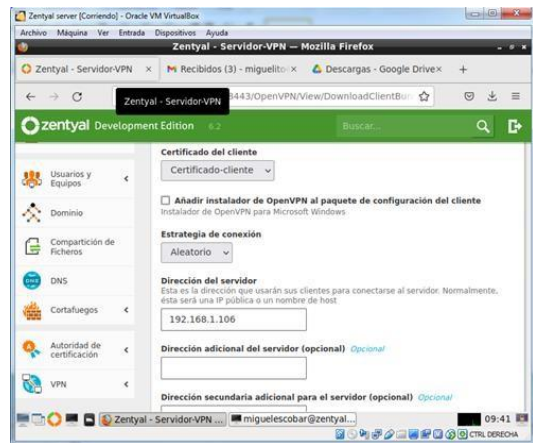 Zentyal server [Corriendo] - Oracle VM VirtualBox
Archivo Máquina Ver Entrada Dispositivos Ayuda
Zentyal - Servidor-VPN — Mozilla Firefox
Zentyal - Servidor-VPN × Recibidos (3) - miguelito × Descargas - Google Drive × +
Zentyal - Servidor-VPN
3443/OpenVPN/View/DownloadClientBun
zentyal Development Edition 6.2 Buscar...
Certificado del cliente
Certificado-cliente
Usuarios y
Equipos
Añadir instalador de OpenVPN al paquete de configuración del cliente
Instalador de OpenVPN para Microsoft Windows
Dominio
Estrategia de conexión
Compartición de
Ficheros
Aleatorio
DNS
Dirección del servidor
Esta es la dirección que usarán sus clientes para conectarse al servidor. Normalmente,
ésta será una IP pública o un nombre de host
Cortafuegos
192.168.1.106
Autoridad de
certificación
Dirección adicional del servidor (opcional) Opcional
VPN
Dirección secundaria adicional para el servidor (opcional) Opcional
Zentyal - Servidor-VPN ... miguelescobar@zentyal... 09:41
CTRL DERECHA